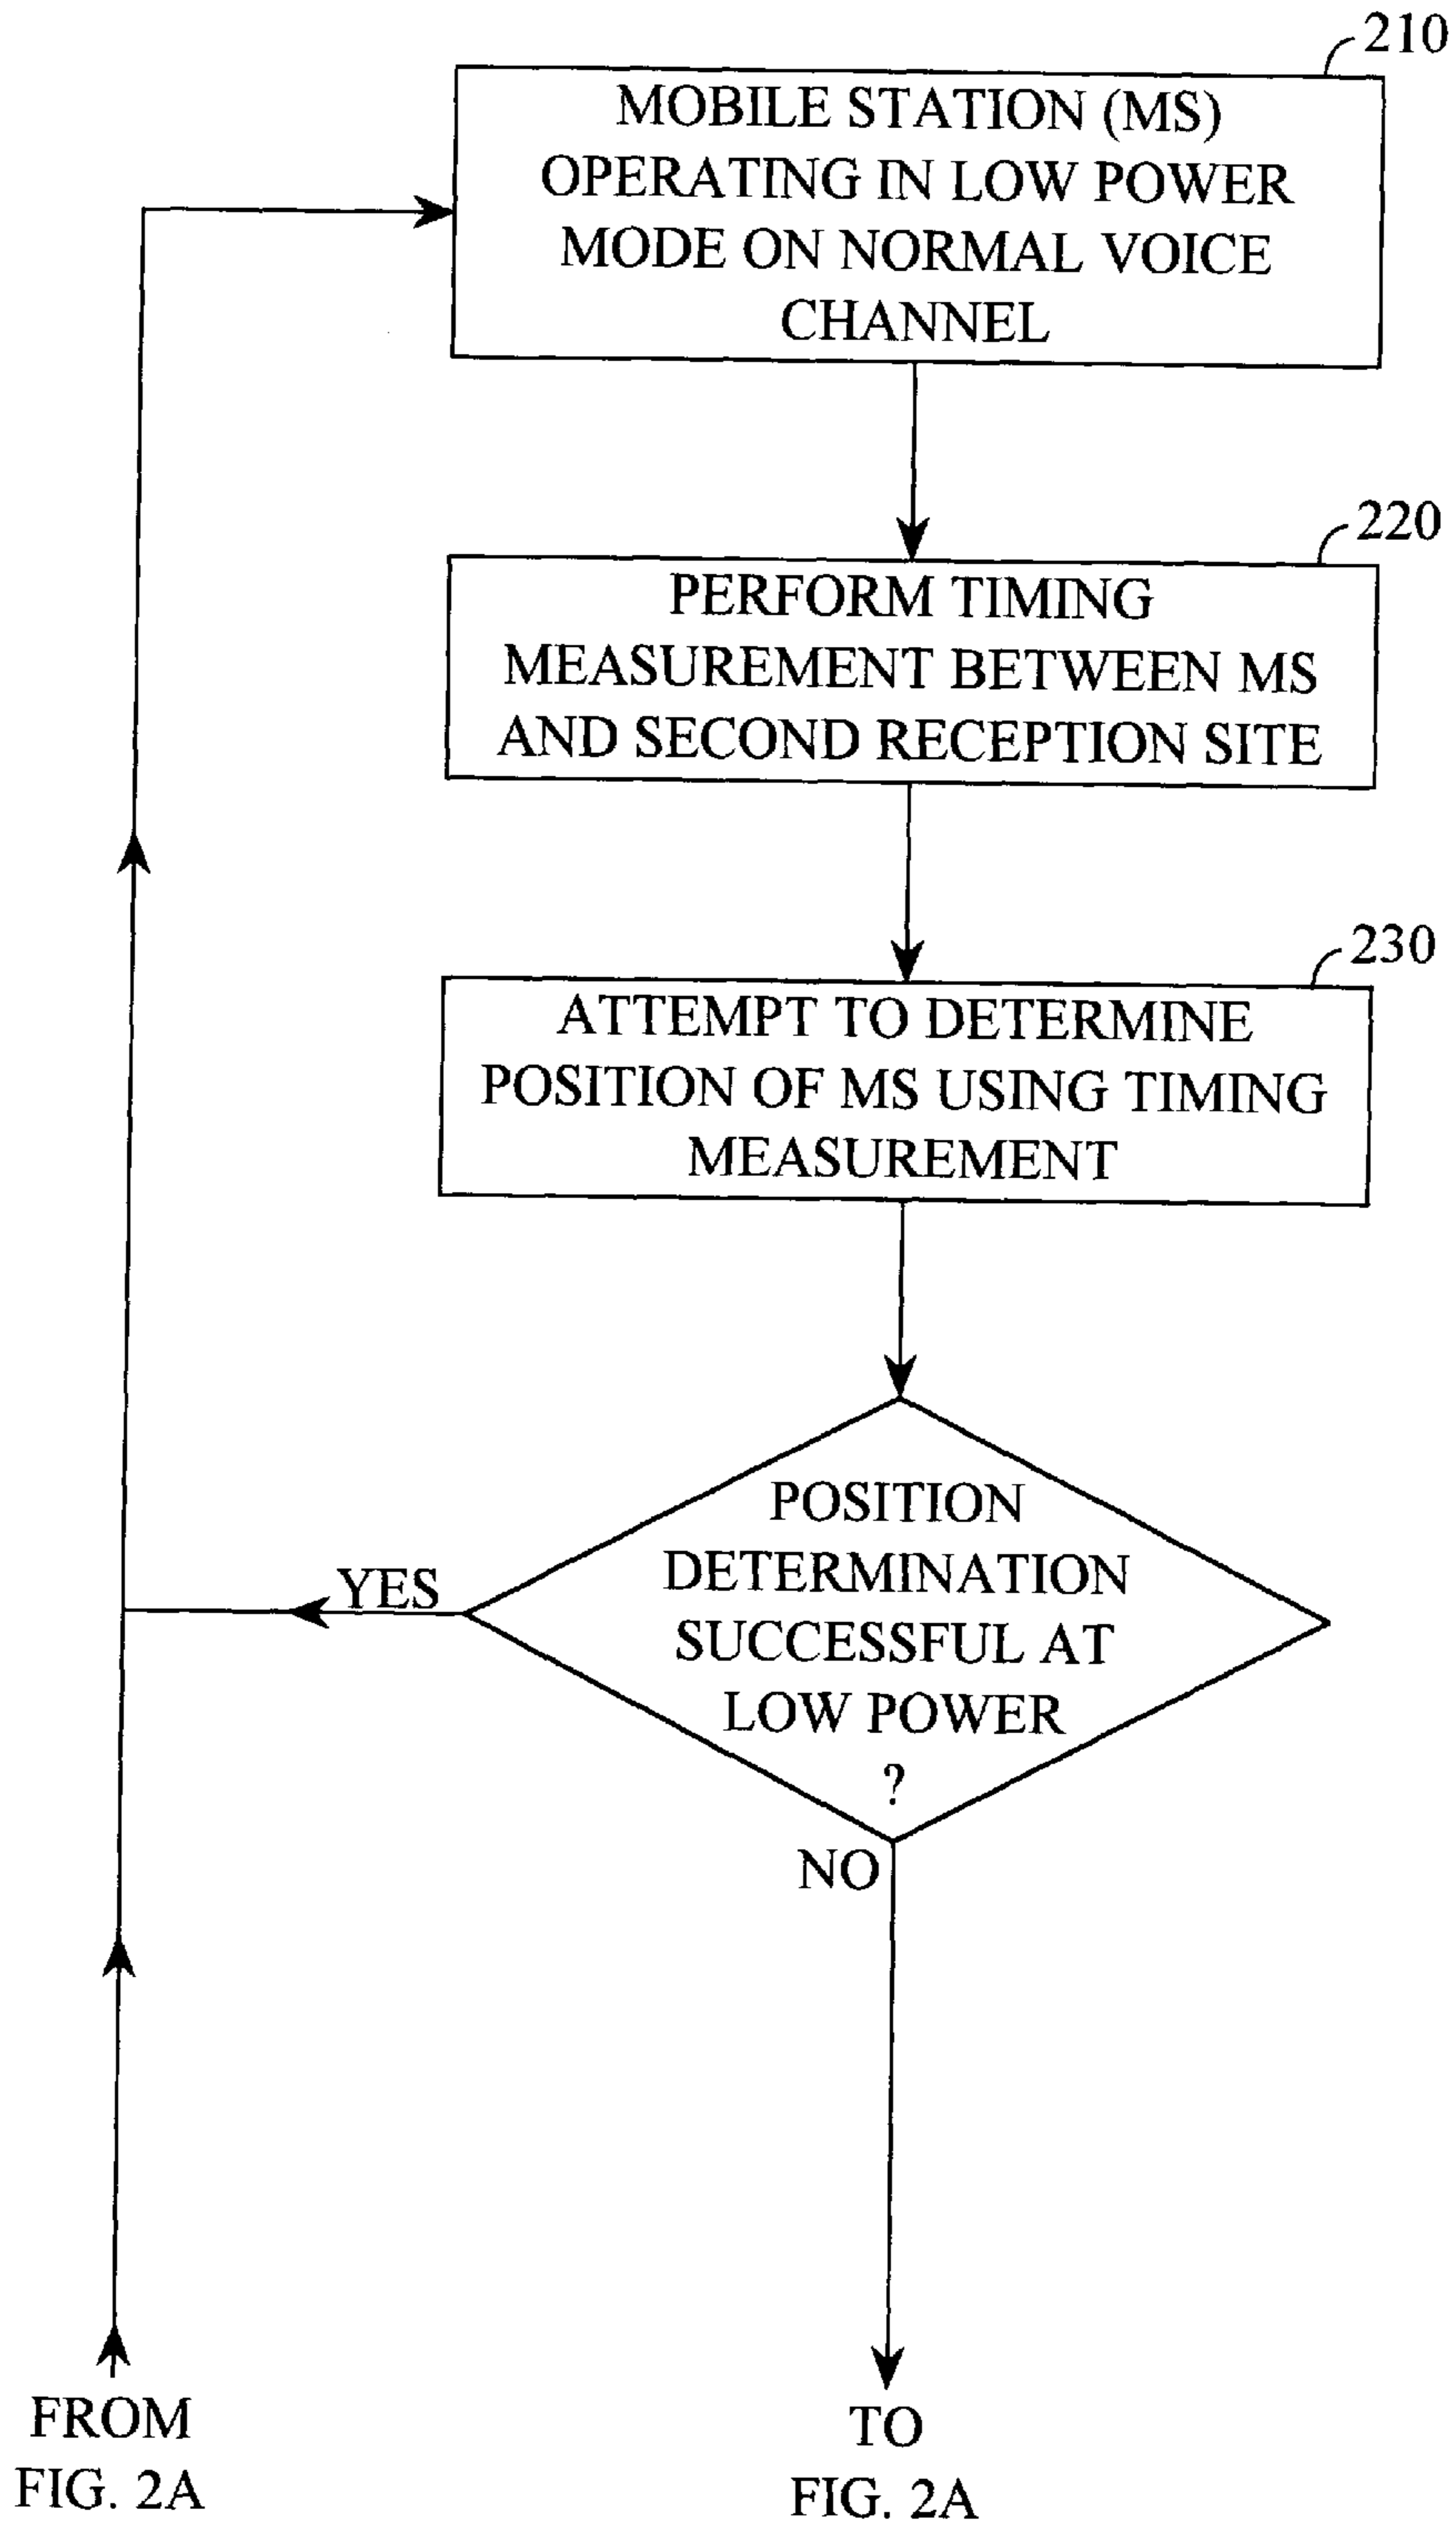 210
MOBILE STATION (MS)
OPERATING IN LOW POWER
MODE ON NORMAL VOICE
CHANNEL
220
PERFORM TIMING
MEASUREMENT BETWEEN MS
AND SECOND RECEPTION SITE
230
ATTEMPT TO DETERMINE
POSITION OF MS USING TIMING
MEASUREMENT
POSITION
DETERMINATION
SUCCESSFUL AT
LOW POWER
?
YES
NO
FROM
FIG. 2A
TO
FIG. 2A